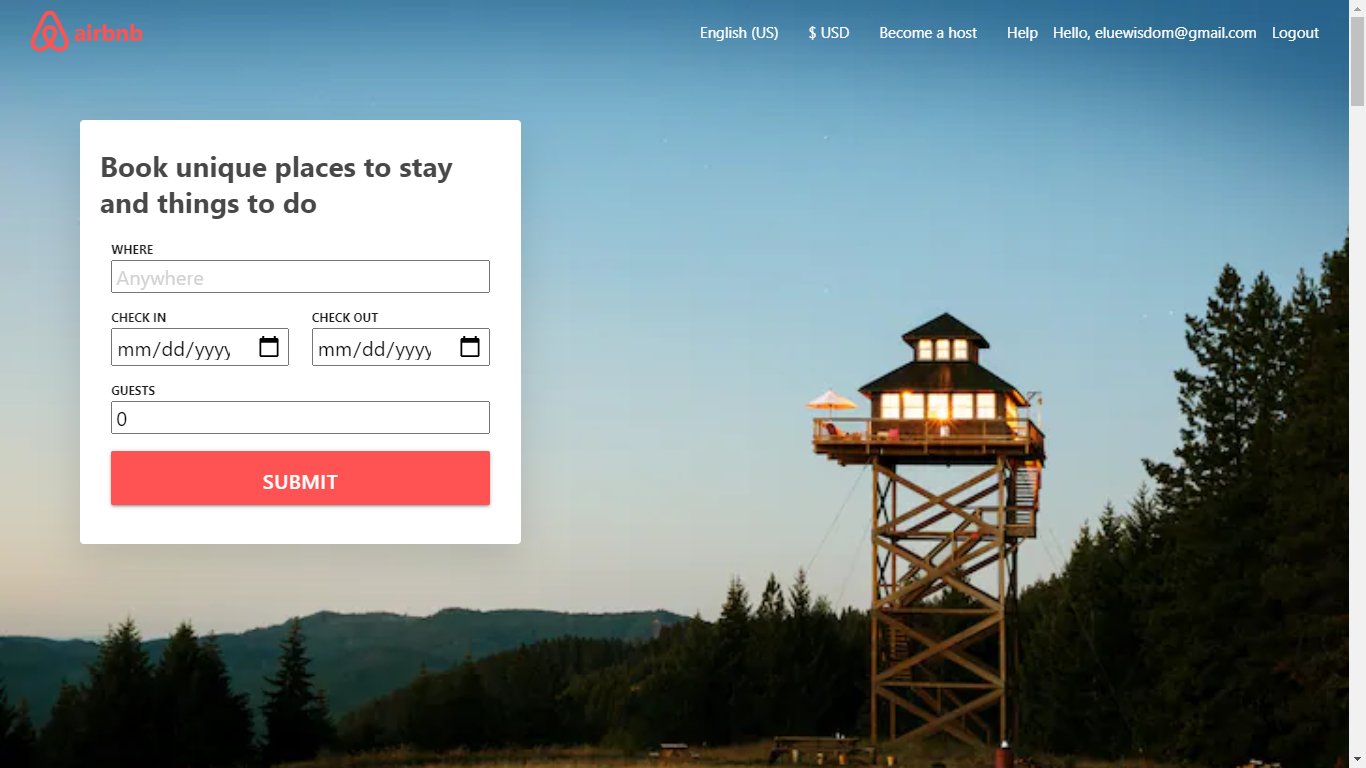 airbnb
English (US) $ USD Become a host Help Hello, eluewisdom@gmail.com Logout
Book unique places to stay
and things to do
WHERE
Anywhere
CHECK IN CHECK OUT
mm/dd/yyyy mm/dd/yyyy
GUESTS
0
SUBMIT